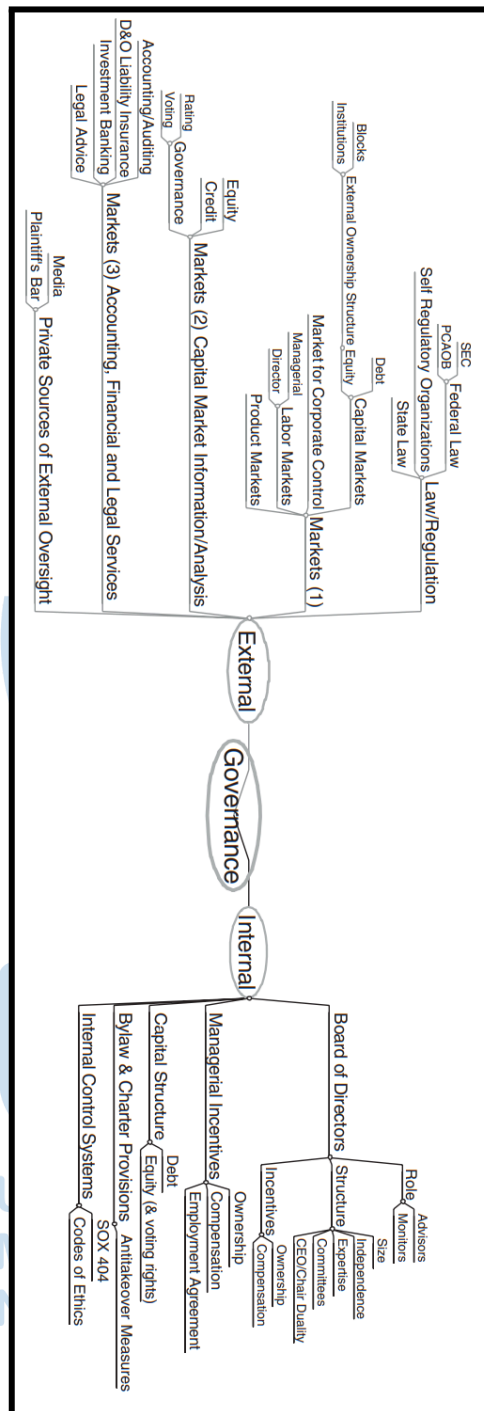 SEC
PCAOB
Federal Law
Self Regulatory Organizations
State Law
Law/Regulation
Blocks
Institutions
External Ownership Structure
Debt
Equity
Capital Markets
Market for Corporate Control
Managerial
Director
Labor Markets
Product Markets
Markets (1)
Equity
Credit
Rating
Voting
Governance
Markets (2) Capital Market Information/Analysis
Accounting/Auditing
D&O Liability Insurance
Investment Banking
Legal Advice
Markets (3) Accounting, Financial and Legal Services
Media
Plaintiff's Bar
Private Sources of External Oversight
External
Governance
Internal
Board of Directors
Role
Advisors
Monitors
Structure
Size
Independence
Expertise
Committees
CEO/Chair Duality
Incentives
Ownership
Compensation
Managerial Incentives
Ownership
Compensation
Employment Agreement
Capital Structure
Debt
Equity (& voting rights)
Bylaw & Charter Provisions
Antitakeover Measures
Internal Control Systems
SOX 404
Codes of Ethics